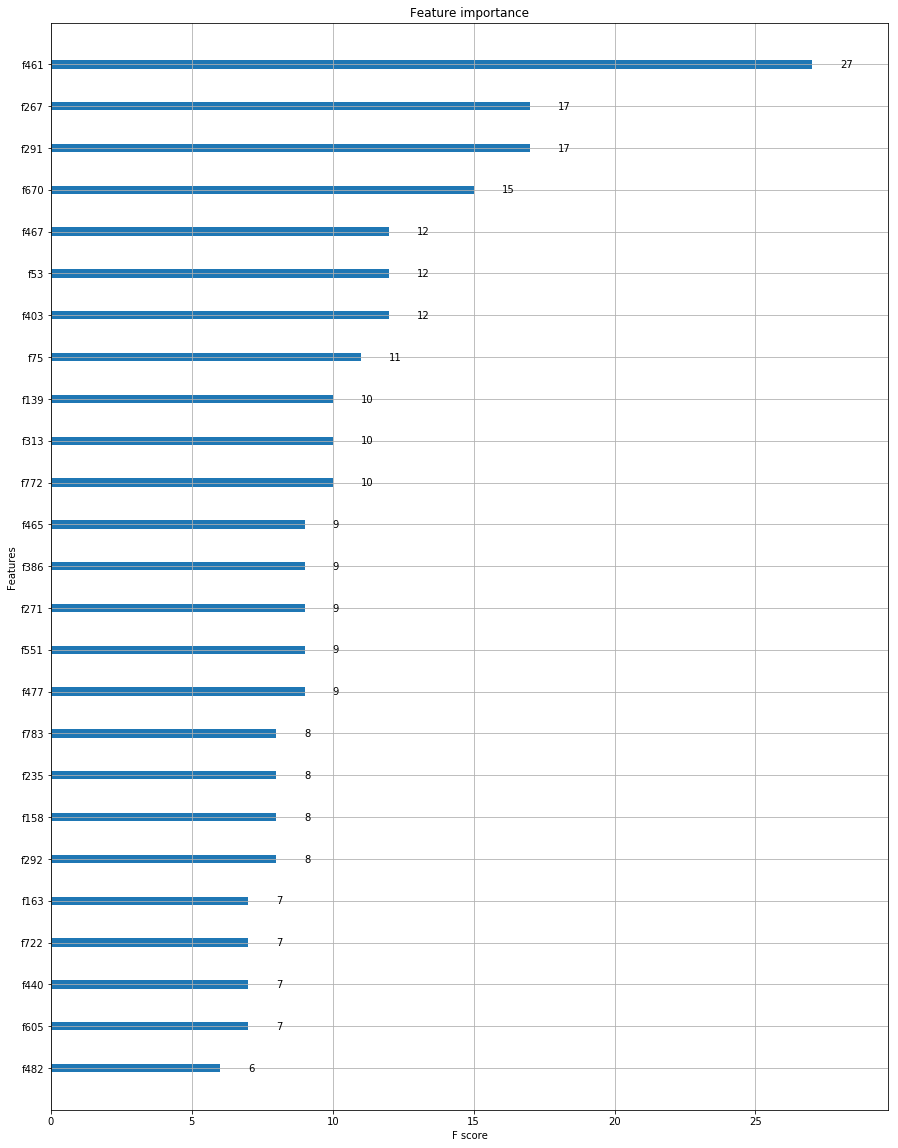 Feature importance
f461 27
f267 17
f291 17
f670 15
f467 12
f53 12
f403 12
f75 11
f139 10
f313 10
f772 10
f465 9
f386 9
Features
f271 9
f551 9
f477 9
f783 8
f235 8
f158 8
f292 8
f163 7
f722 7
f440 7
f605 7
f482 6
0 5 10 15 20 25
F score